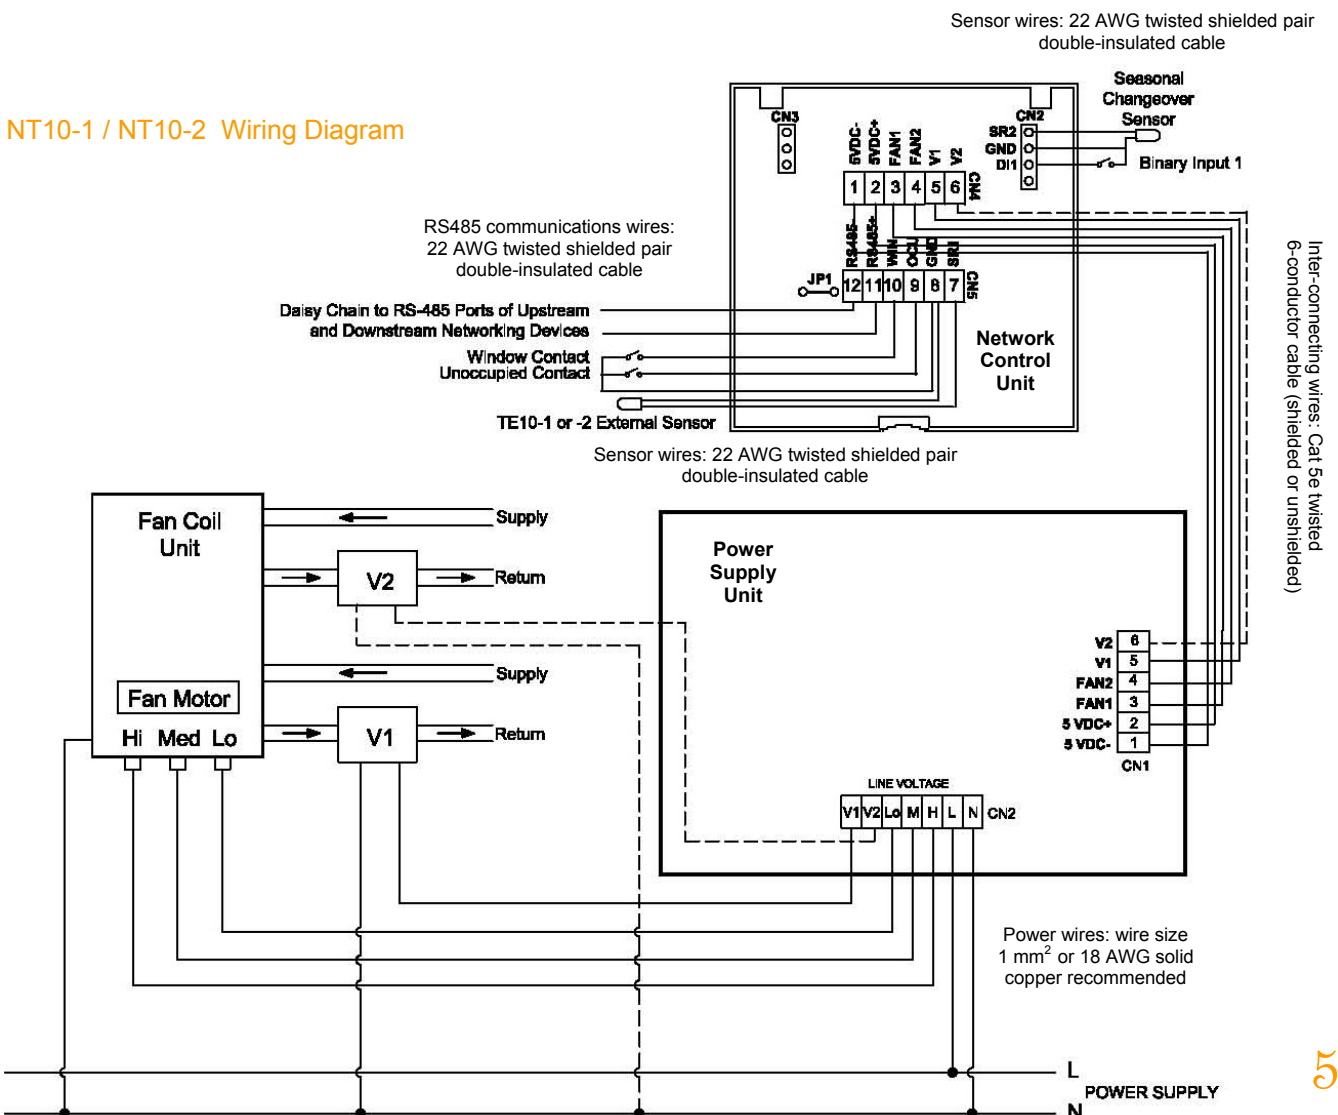 Sensor wires: 22 AWG twisted shielded pair
double-insulated cable
NT10-1 / NT10-2  Wiring Diagram
Seasonal
Changeover
Sensor
CN3
CN2
SR2
GND
DI1
Binary Input 1
5VDC-
5VDC+
FAN1
FAN2
V1
V2
1 2 3 4 5 6
CN4
RS485 communications wires:
22 AWG twisted shielded pair
double-insulated cable
RS485-
RS485+
WIN
OCU
GND
SR1
JP1
12 11 10 9 8 7
CN5
Daisy Chain to RS-485 Ports of Upstream
and Downstream Networking Devices
Window Contact
Unoccupied Contact
TE10-1 or -2 External Sensor
Network
Control
Unit
Inter-connecting wires: Cat 5e twisted
6-conductor cable (shielded or unshielded)
Sensor wires: 22 AWG twisted shielded pair
double-insulated cable
Fan Coil
Unit
Supply
V2
Return
Supply
Fan Motor
Hi Med Lo
V1
Return
Power
Supply
Unit
V2 6
V1 5
FAN2 4
FAN1 3
5 VDC+ 2
5 VDC- 1
CN1
LINE VOLTAGE
V1 V2 Lo M H L N CN2
Power wires: wire size
1 mm² or 18 AWG solid
copper recommended
L
POWER SUPPLY
N
5